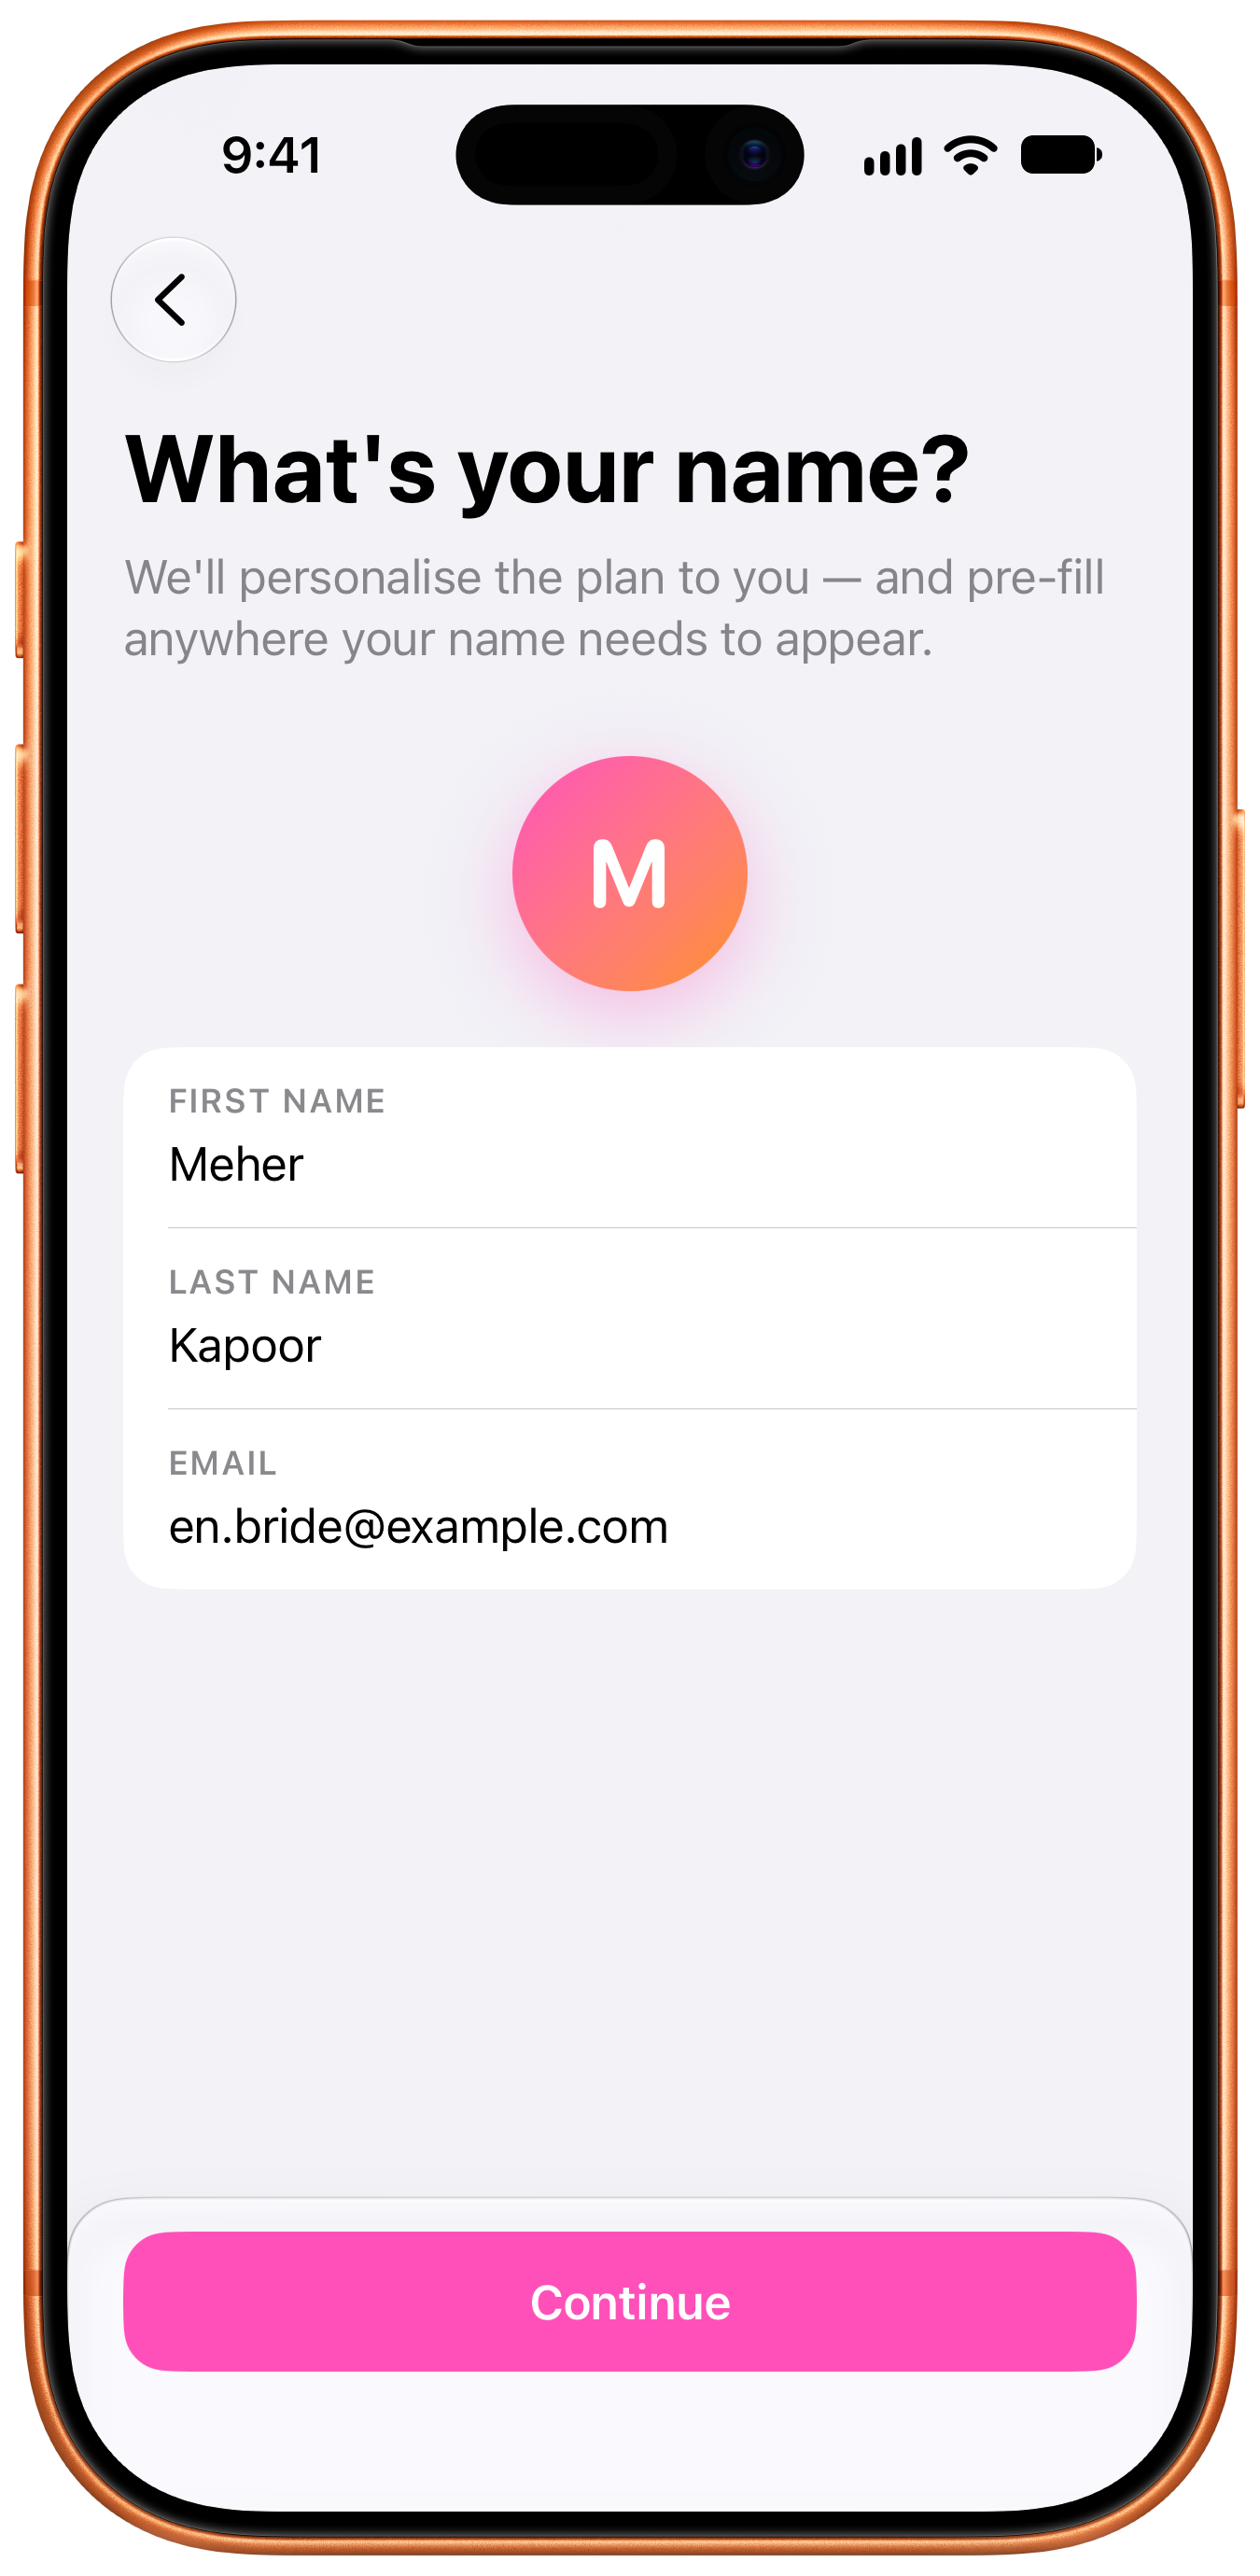 9:41
What's your name?
We'll personalise the plan to you — and pre-fill
anywhere your name needs to appear.
M
FIRST NAME
Meher
LAST NAME
Kapoor
EMAIL
en.bride@example.com
Continue